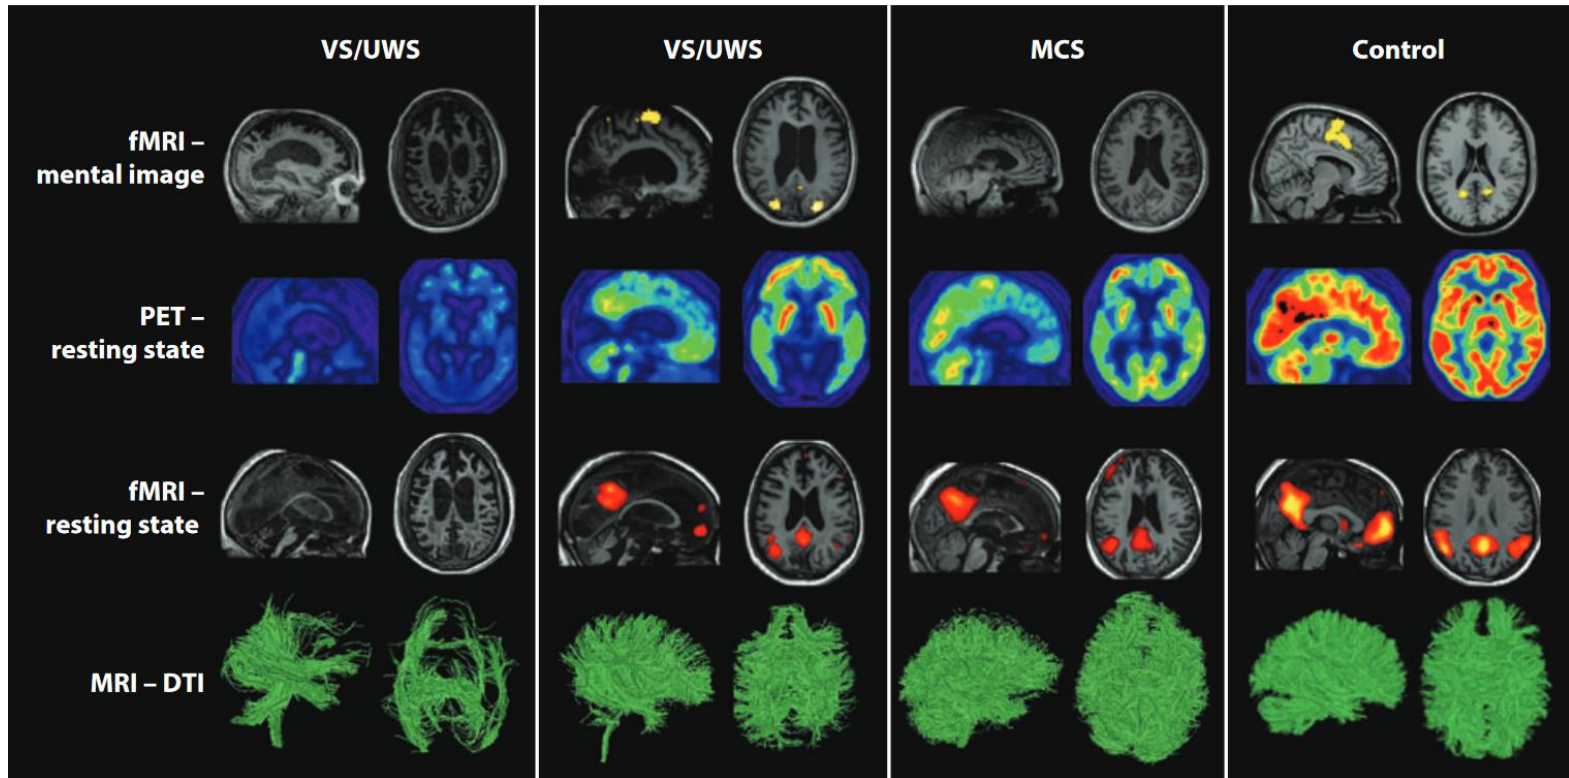 VS/UWS
VS/UWS
MCS
Control
fMRI –
mental image
PET –
resting state
fMRI –
resting state
MRI – DTI